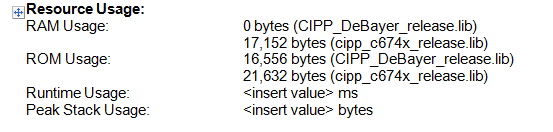 Resource Usage:
RAM Usage: 0 bytes (CIPP_DeBayer_release.lib)
17,152 bytes (cipp_c674x_release.lib)
ROM Usage: 16,556 bytes (CIPP_DeBayer_release.lib)
21,632 bytes (cipp_c674x_release.lib)
Runtime Usage: <insert value> ms
Peak Stack Usage: <insert value> bytes